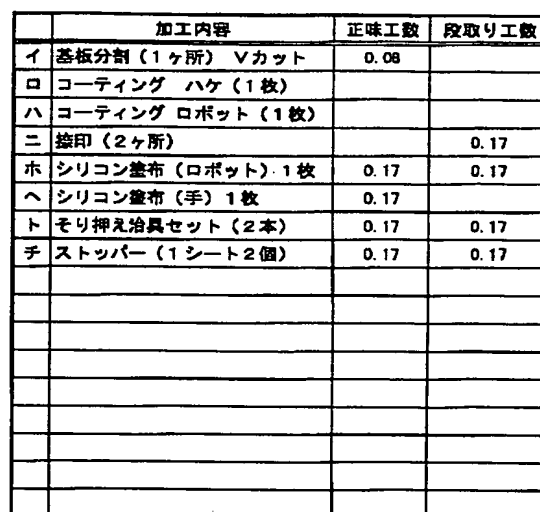 加工内容 正味工数 段取り工数
イ 基板分割（1ヶ所） Vカット 0.08
ロ コーティング ハケ（1枚）
ハ コーティング ロボット（1枚）
ニ 捺印（2ヶ所） 0.17
ホ シリコン塗布（ロボット）1枚 0.17 0.17
ヘ シリコン塗布（手）1枚 0.17
ト そり押え治具セット（2本） 0.17 0.17
チ ストッパー（1シート2個） 0.17 0.17